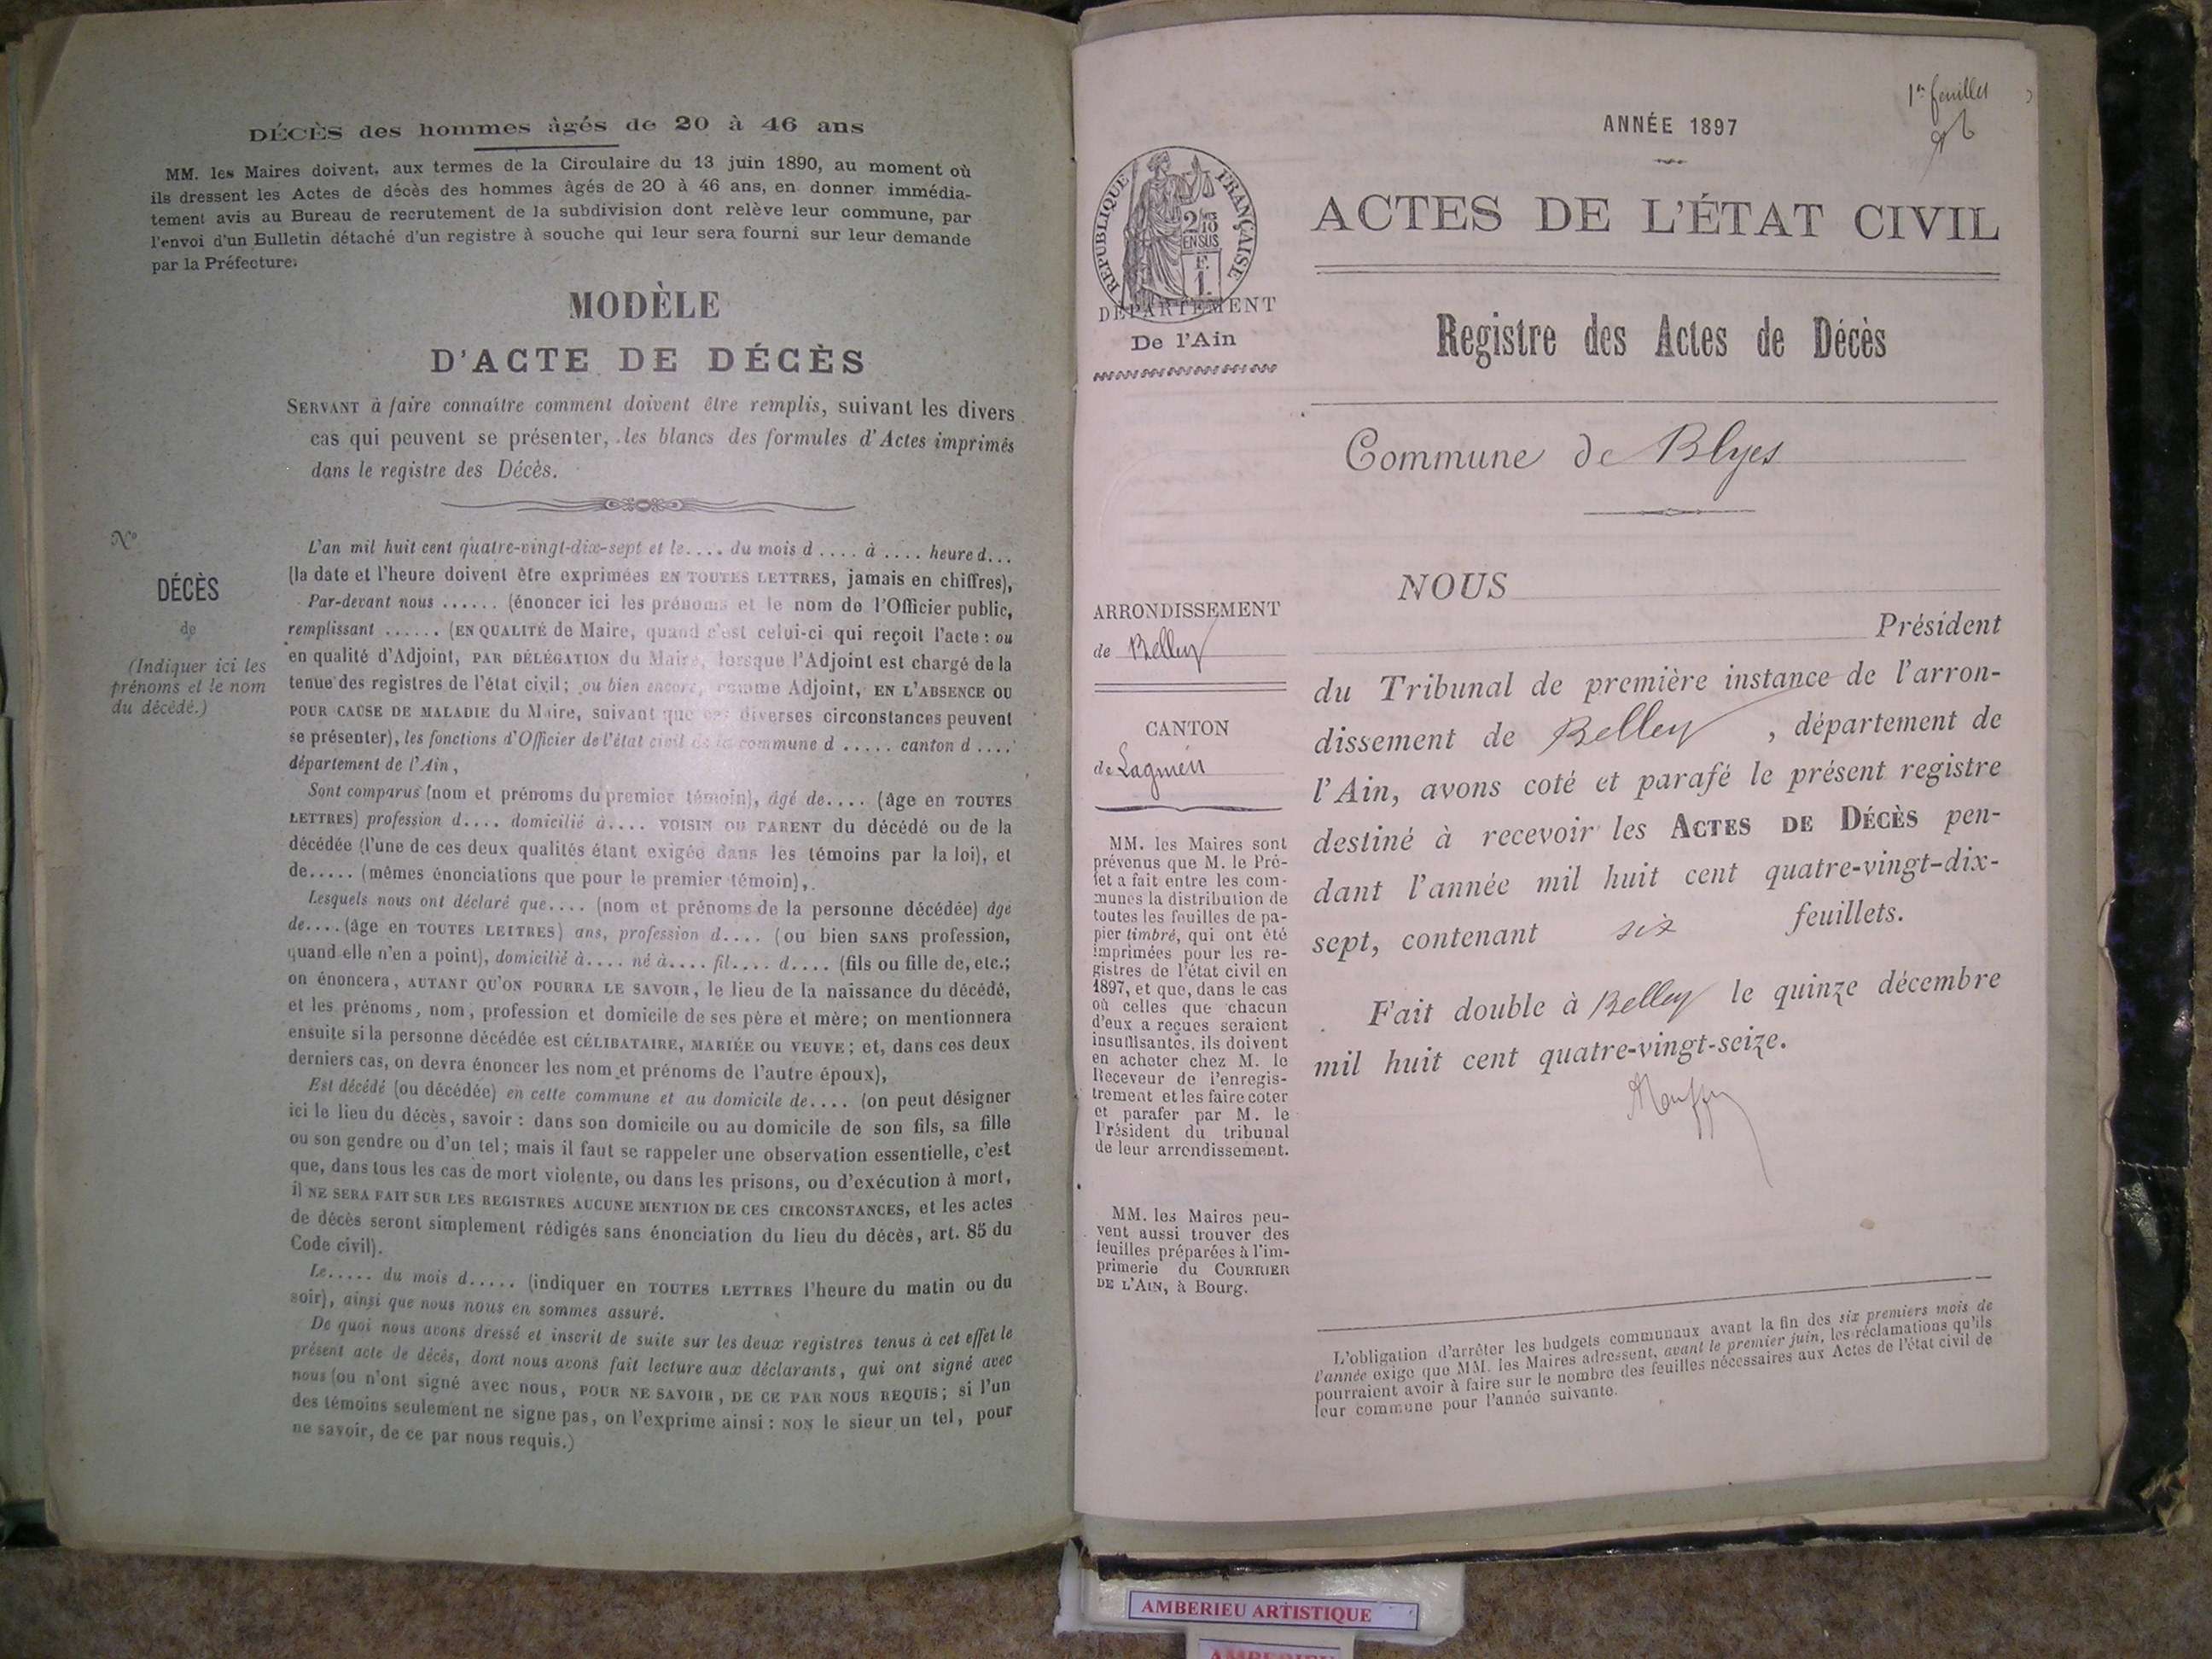 DÉCÈS des hommes âgés de 20 à 46 ans
MM. les Maires doivent, aux termes de la Circulaire du 13 juin 1890, au moment où
ils dressent les Actes de décès des hommes âgés de 20 à 46 ans, en donner immédia-
tement avis au Bureau de recrutement de la subdivision dont relève leur commune, par
l'envoi d'un Bulletin détaché d'un registre à souche qui leur sera fourni sur leur demande
par la Préfecture.
MODÈLE
D'ACTE DE DÉCÈS
SERVANT à faire connaître comment doivent être remplis, suivant les divers
cas qui peuvent se présenter, les blancs des formules d'Actes imprimés
dans le registre des Décès.
N°
DÉCÈS
de
(Indiquer ici les
prénoms et le nom
du décédé.)
L'an mil huit cent quatre-vingt-dix-sept et le.... du mois d .... à .... heure d...
(la date et l'heure doivent être exprimées EN TOUTES LETTRES, jamais en chiffres),
Par-devant nous ...... (énoncer ici les prénoms et le nom de l'Officier public,
remplissant ...... (EN QUALITÉ de Maire, quand c'est celui-ci qui reçoit l'acte : ou
en qualité d'Adjoint, PAR DÉLÉGATION du Maire, lorsque l'Adjoint est chargé de la
tenue des registres de l'état civil; ou bien encore, comme Adjoint, EN L'ABSENCE OU
POUR CAUSE DE MALADIE du Maire, suivant que ces diverses circonstances peuvent
se présenter), les fonctions d'Officier de l'état civil de la commune d ..... canton d ....
département de l'Ain,
Sont comparus (nom et prénoms du premier témoin), âgé de.... (âge en TOUTES
LETTRES) profession d.... domicilié à.... VOISIN OU PARENT du décédé ou de la
décédée (l'une de ces deux qualités étant exigée dans les témoins par la loi), et
de..... (mêmes énonciations que pour le premier témoin),
Lesquels nous ont déclaré que.... (nom et prénoms de la personne décédée) âgé
de.... (âge en TOUTES LETTRES) ans, profession d.... (ou bien SANS profession,
quand elle n'en a point), domicilié à.... né à.... fil.... d.... (fils ou fille de, etc.;
on énoncera, AUTANT QU'ON POURRA LE SAVOIR, le lieu de la naissance du décédé,
et les prénoms, nom, profession et domicile de ses père et mère; on mentionnera
ensuite si la personne décédée est CÉLIBATAIRE, MARIÉE OU VEUVE; et, dans ces deux
derniers cas, on devra énoncer les nom et prénoms de l'autre époux),
Est décédé (ou décédée) en cette commune et au domicile de.... (on peut désigner
ici le lieu du décès, savoir : dans son domicile ou au domicile de son fils, sa fille
ou son gendre ou d'un tel; mais il faut se rappeler une observation essentielle, c'est
que, dans tous les cas de mort violente, ou dans les prisons, ou d'exécution à mort,
il NE SERA FAIT SUR LES REGISTRES AUCUNE MENTION DE CES CIRCONSTANCES, et les actes
de décès seront simplement rédigés sans énonciation du lieu du décès, art. 85 du
Code civil).
Le..... du mois d..... (indiquer en TOUTES LETTRES l'heure du matin ou du
soir), ainsi que nous nous en sommes assuré.
De quoi nous avons dressé et inscrit de suite sur les deux registres tenus à cet effet le
présent acte de décès, dont nous avons fait lecture aux déclarants, qui ont signé avec
nous (ou n'ont signé avec nous, POUR NE SAVOIR, DE CE PAR NOUS REQUIS; si l'un
des témoins seulement ne signe pas, on l'exprime ainsi : NON le sieur un tel, pour
ne savoir, de ce par nous requis.)
1er feuillet
ANNÉE 1897
RÉPUBLIQUE FRANÇAISE
2/10
EN SUS
F.
1.
ACTES DE L'ÉTAT CIVIL
DÉPARTEMENT
De l'Ain
Registre des Actes de Décès
Commune de Blyes
NOUS
Président
du Tribunal de première instance de l'arron-
dissement de Belley, département de
l'Ain, avons coté et parafé le présent registre
destiné à recevoir les ACTES DE DÉCÈS pen-
dant l'année mil huit cent quatre-vingt-dix-
sept, contenant six feuillets.
Fait double à Belley le quinze décembre
mil huit cent quatre-vingt-seize.
ARRONDISSEMENT
de Belley
CANTON
de Lagnieu
MM. les Maires sont
prévenus que M. le Pré-
fet a fait entre les com-
munes la distribution de
toutes les feuilles de pa-
pier timbré, qui ont été
imprimées pour les re-
gistres de l'état civil en
1897, et que, dans le cas
où celles que chacun
d'eux a reçues seraient
insuffisantes, ils doivent
en acheter chez M. le
Receveur de l'enregis-
trement et les faire coter
et parafer par M. le
Président du tribunal
de leur arrondissement.
MM. les Maires peu-
vent aussi trouver des
feuilles préparées à l'im-
primerie du COURRIER
DE L'AIN, à Bourg.
L'obligation d'arrêter les budgets communaux avant la fin des six premiers mois de
l'année exige que MM. les Maires adressent, avant le premier juin, les réclamations qu'ils
pourraient avoir à faire sur le nombre des feuilles nécessaires aux Actes de l'état civil de
leur commune pour l'année suivante.
AMBERIEU ARTISTIQUE
AMBERIEU